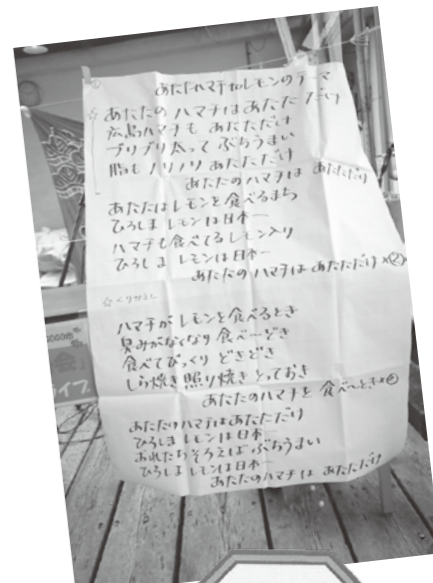 あたたハマチtoレモンのテーマ
☆ あたたの ハマチはあたた だけ
広島ハマチも あたただけ
ブリブリ太って ぶちうまい
脂も ノリノリ あたただけ
あたたのハマチは あたただけ
あたたはレモンを食べるまち
ひろしま レモンは日本一
ハマチも食べてるレモン入り
ひろしま レモンは日本一
あたたの ハマチは あたただけ×②
☆くりかえし
ハマチが レモンを食べるとき
臭みがなくなり 食べ〜どき
食べてびっくり どきどき
しら焼き 照り焼き とっておき
あたたのハマチを 食べ〜とき×②
あたたのハマチはあたただけ
ひろしま レモンは日本一
おれたちそろえば ぶちうまい
ひろしま レモンは日本一
あたたのハマチは あたただけ
イブ